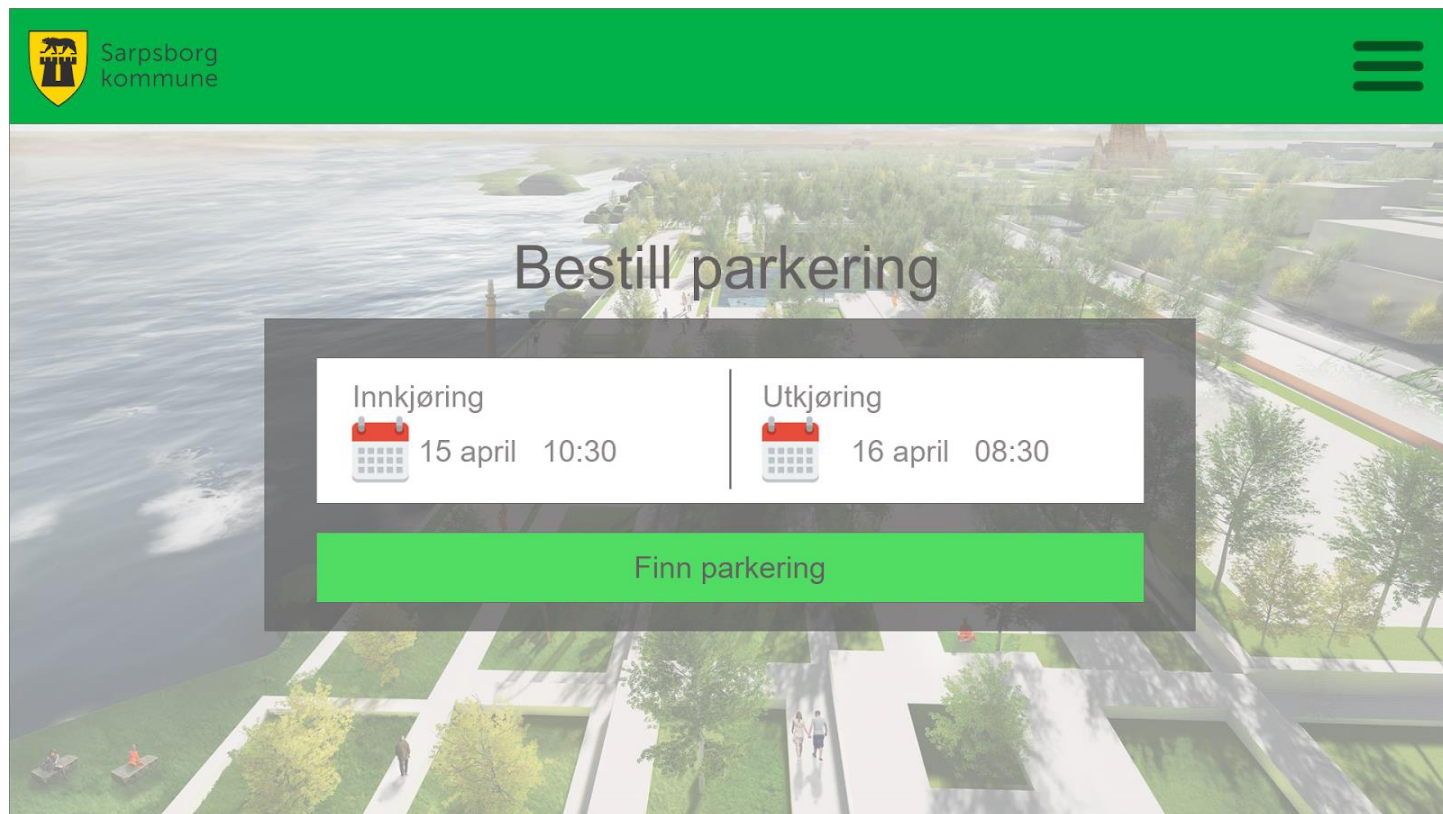 Sarpsborg
kommune
Bestill parkering
Innkjøring
15 april 10:30
Utkjøring
16 april 08:30
Finn parkering